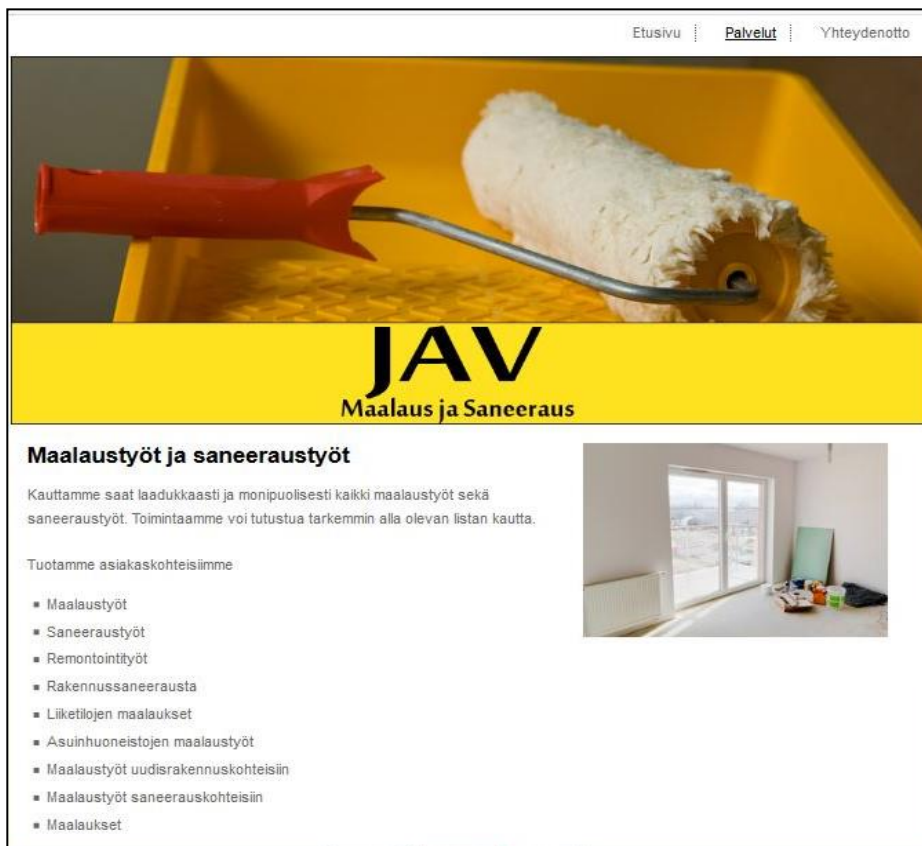 Etusivu
Palvelut
Yhteydenotto
JAV
Maalaus ja Saneeraus
Maalaustyöt ja saneeraustyöt
Kauttamme saat laadukkaasti ja monipuolisesti kaikki maalaustyöt sekä
saneeraustyöt. Toimintaamme voi tutustua tarkemmin alla olevan listan kautta.
Tuotamme asiakaskohteisiimme
Maalaustyöt
Saneeraustyöt
Remontointityöt
Rakennussaneerausta
Liiketilojen maalaukset
Asuinhuoneistojen maalaustyöt
Maalaustyöt uudisrakennuskohteisiin
Maalaustyöt saneerauskohteisiin
Maalaukset